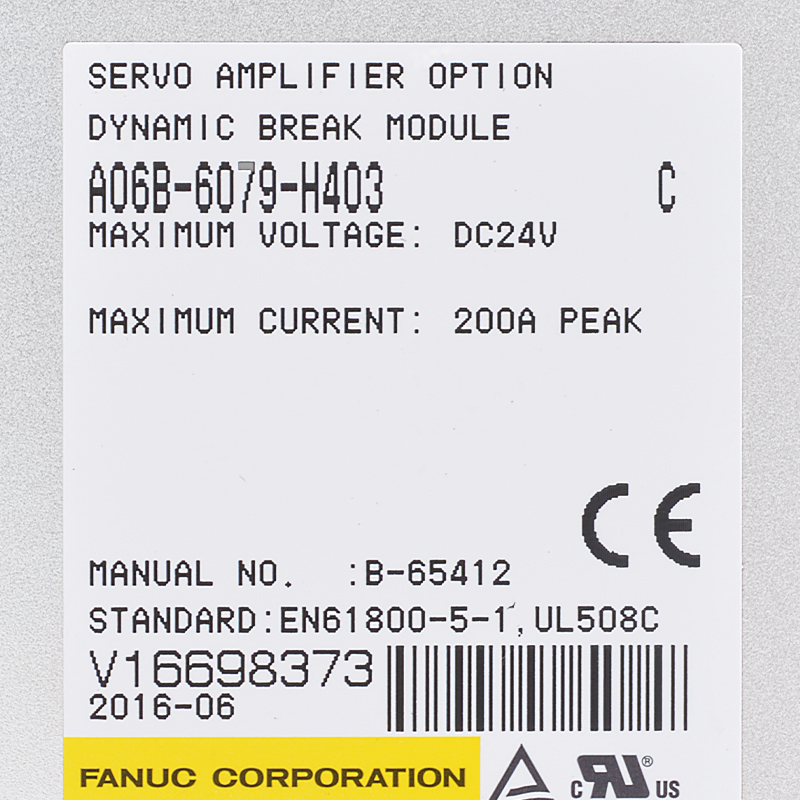 SERVO AMPLIFIER OPTION
DYNAMIC BREAK MODULE
A06B-6079-H403 C
MAXIMUM VOLTAGE: DC24V
MAXIMUM CURRENT: 200A PEAK
CE
MANUAL NO. :B-65412
STANDARD:EN61800-5-1,UL508C
V16698373
2016-06
FANUC CORPORATION
C UR® US